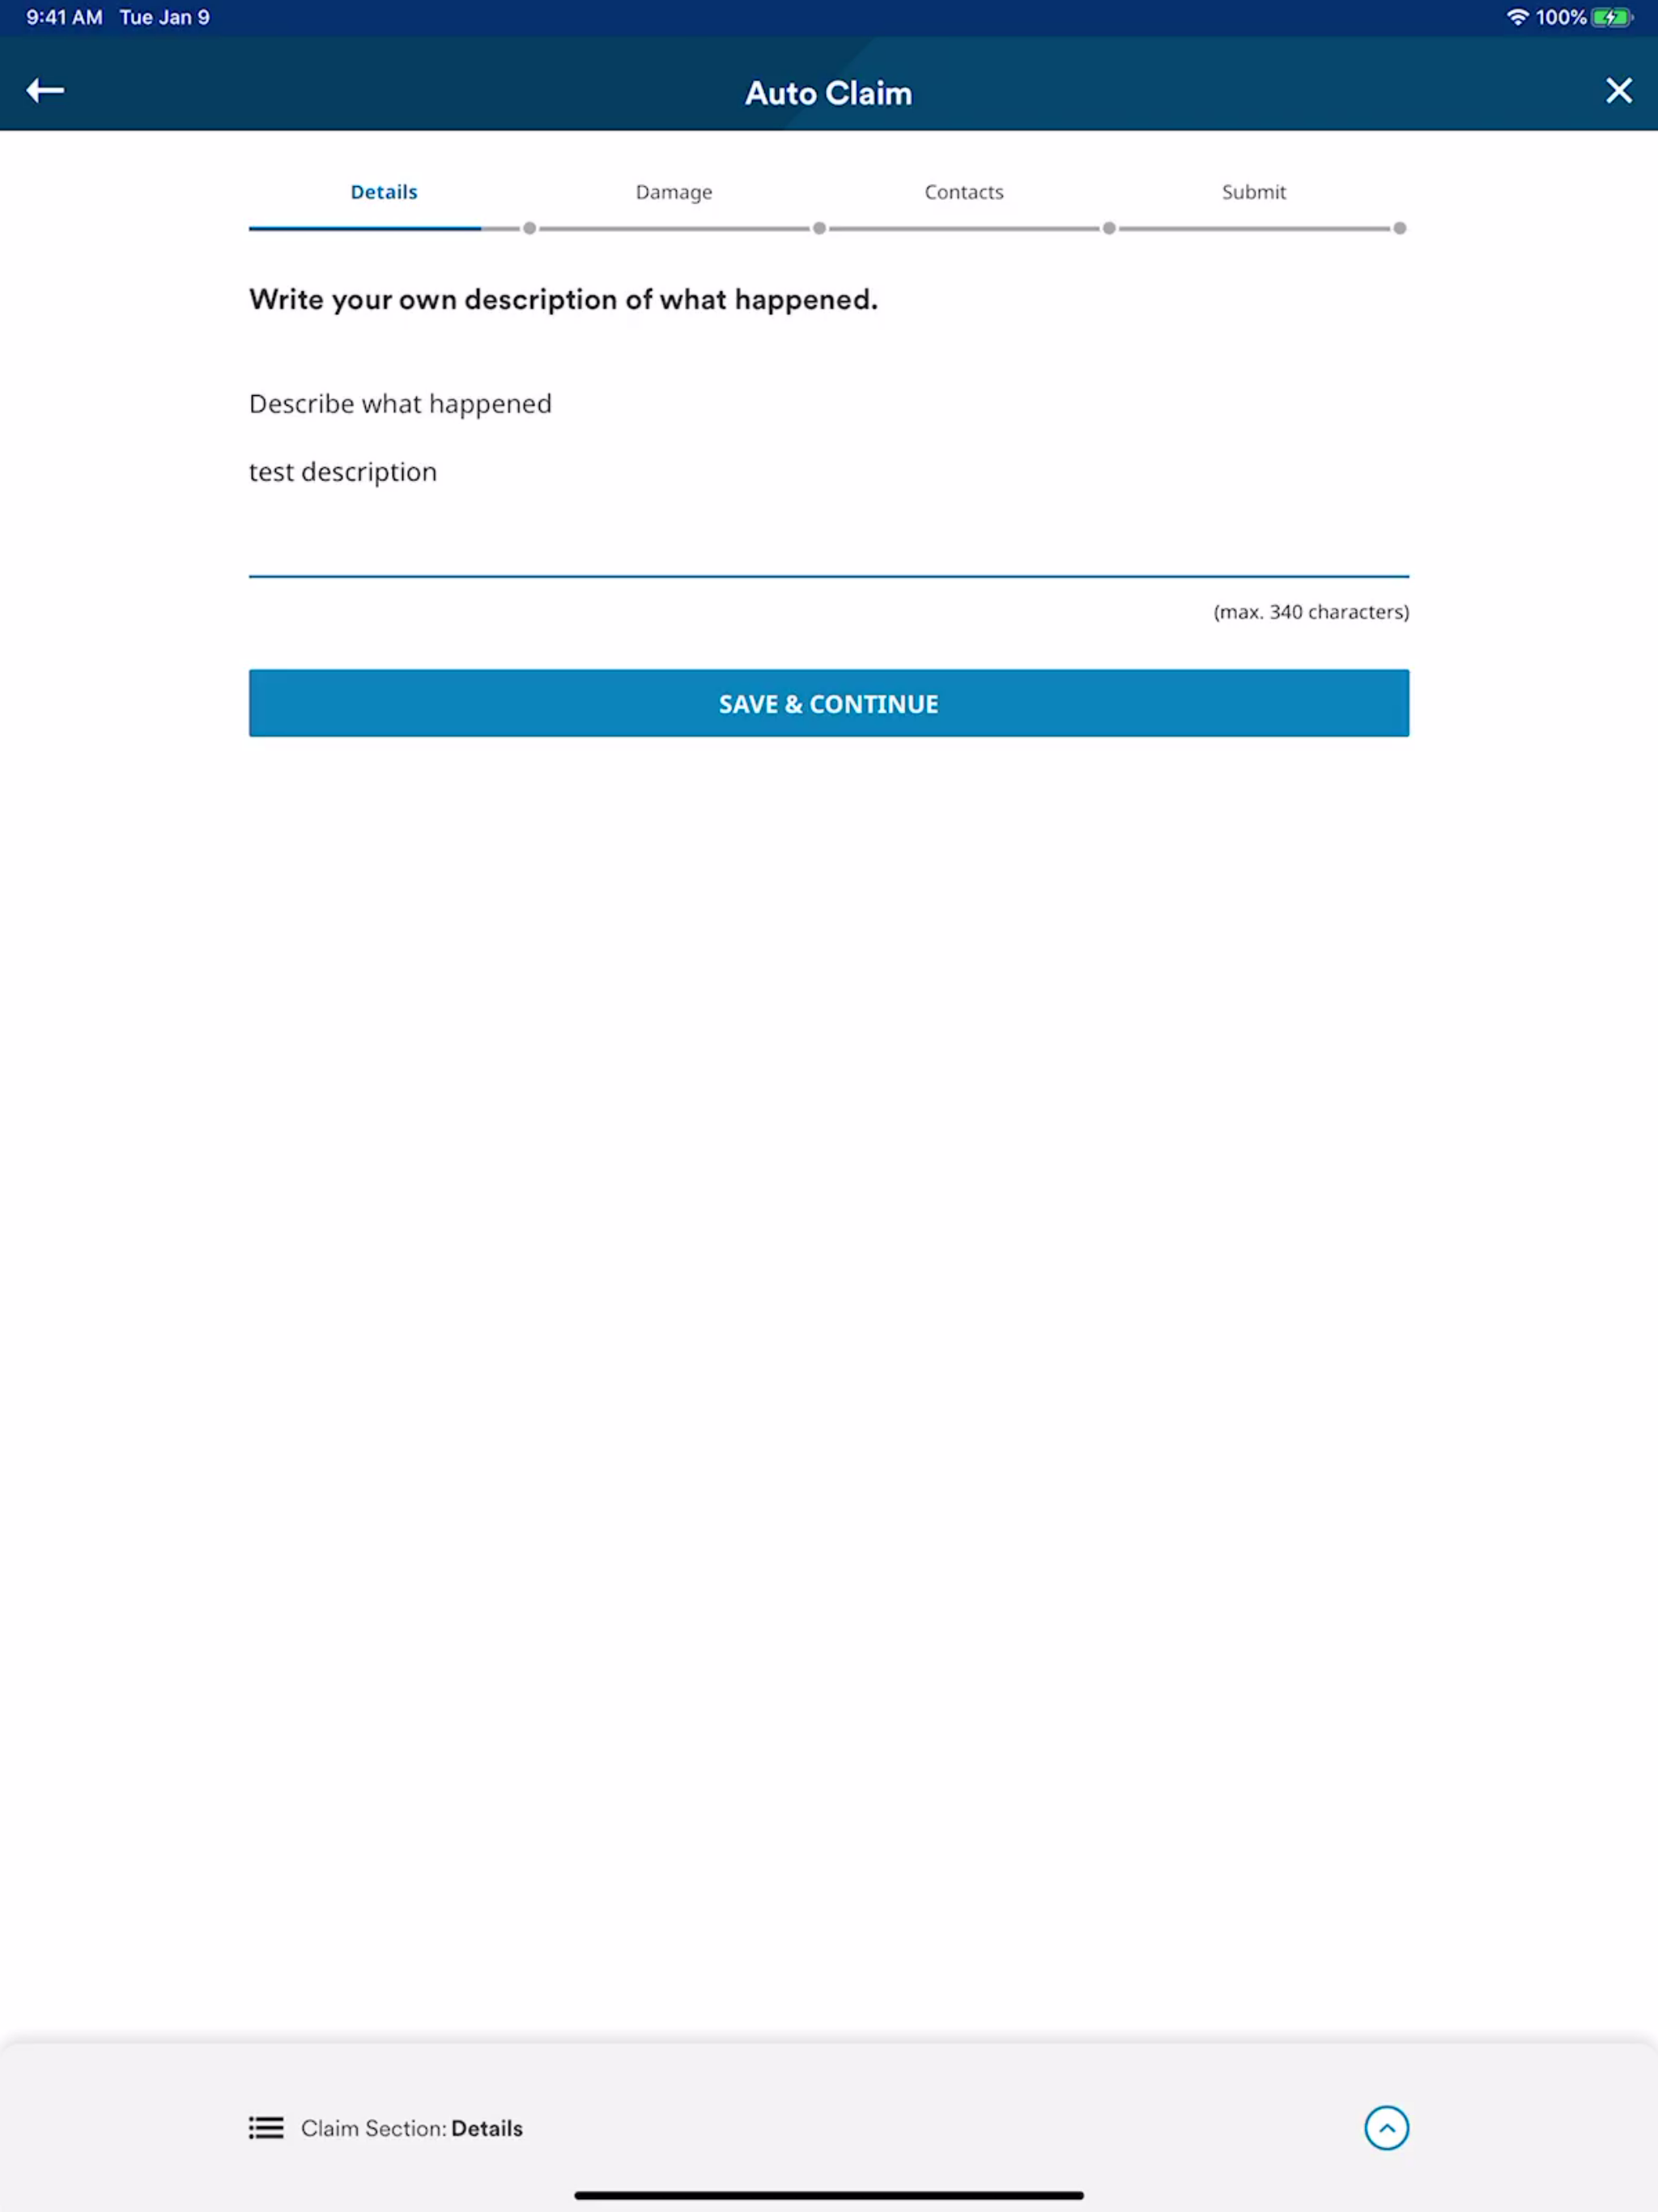 9:41 AM Tue Jan 9 100%
Auto Claim
Details Damage Contacts Submit
Write your own description of what happened.
Describe what happened
test description
(max. 340 characters)
SAVE & CONTINUE
Claim Section: Details